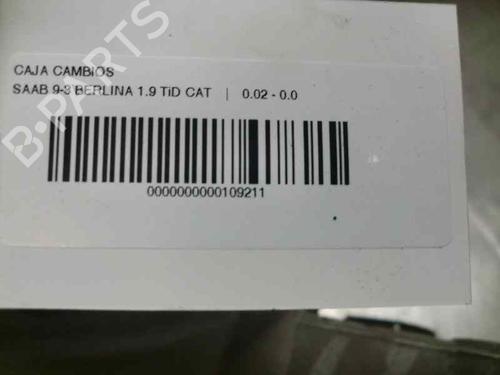 CAJA CAMBIOS
SAAB 9-3 BERLINA 1.9 TiD CAT | 0.02 - 0.0
0000000000109211
B-PARTS